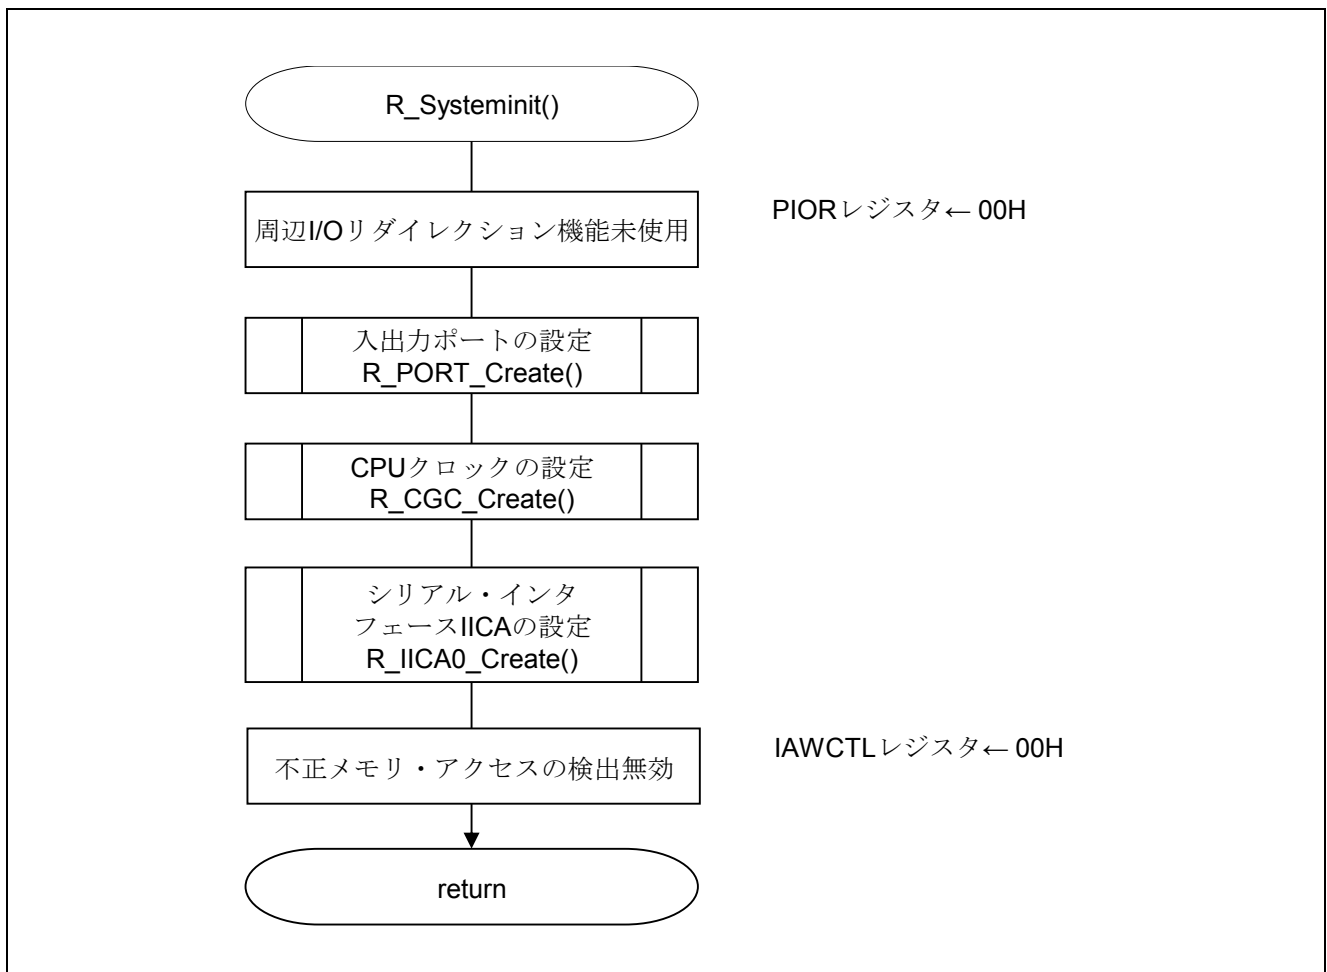 R_Systeminit()
周辺I/Oリダイレクション機能未使用
PIORレジスタ← 00H
入出力ポートの設定
R_PORT_Create()
CPUクロックの設定
R_CGC_Create()
シリアル・インタ
フェースIICAの設定
R_IICA0_Create()
不正メモリ・アクセスの検出無効
IAWCTLレジスタ← 00H
return